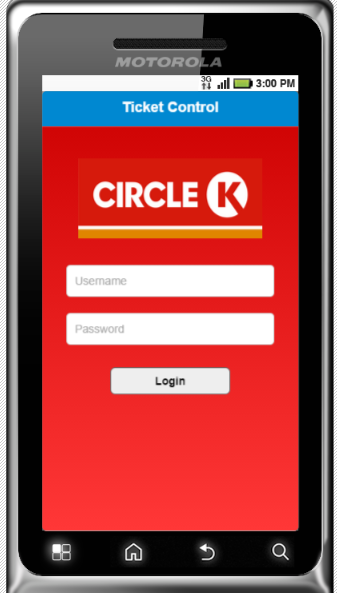 MOTOROLA
3G 3:00 PM
Ticket Control
CIRCLE K
Username
Password
Login